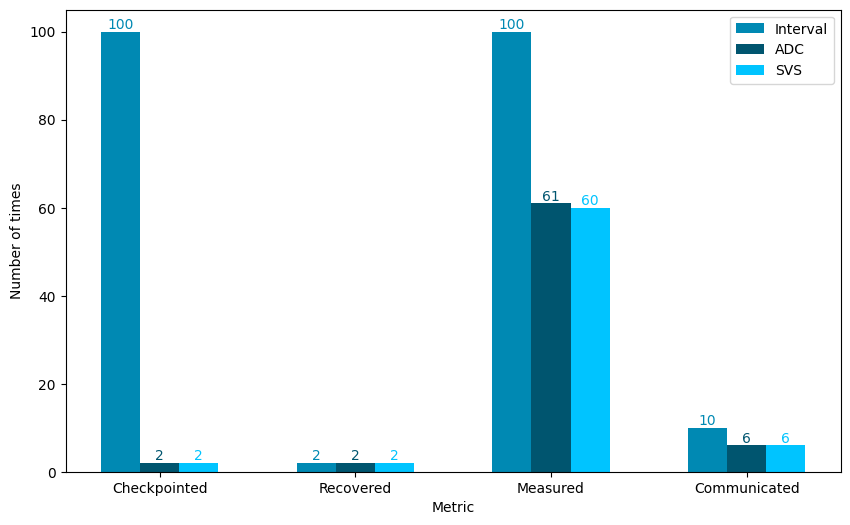 100
100
Interval
ADC
SVS
100
80
60
40
20
0
Number of times
61
60
2
2
2
2
2
10
6
6
Checkpointed
Recovered
Measured
Communicated
Metric